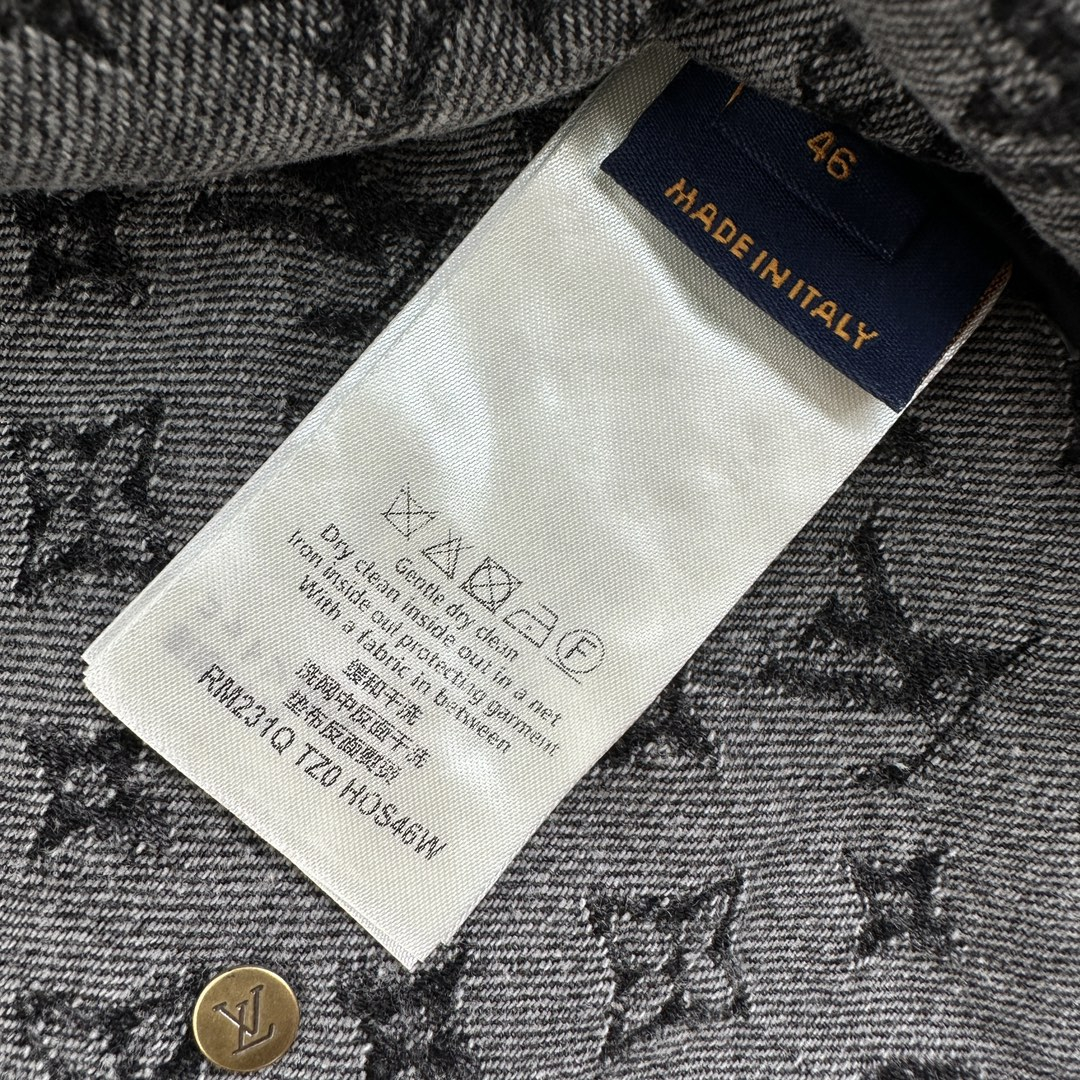 46
MADE IN ITALY
F
Gentle dry clean
Dry clean inside out in a net
Iron inside out protecting garment
With a fabric in between
缓和干洗
洗网中反面干洗
垫布反面熨烫
RM231Q TZ0 HOS46W
LV